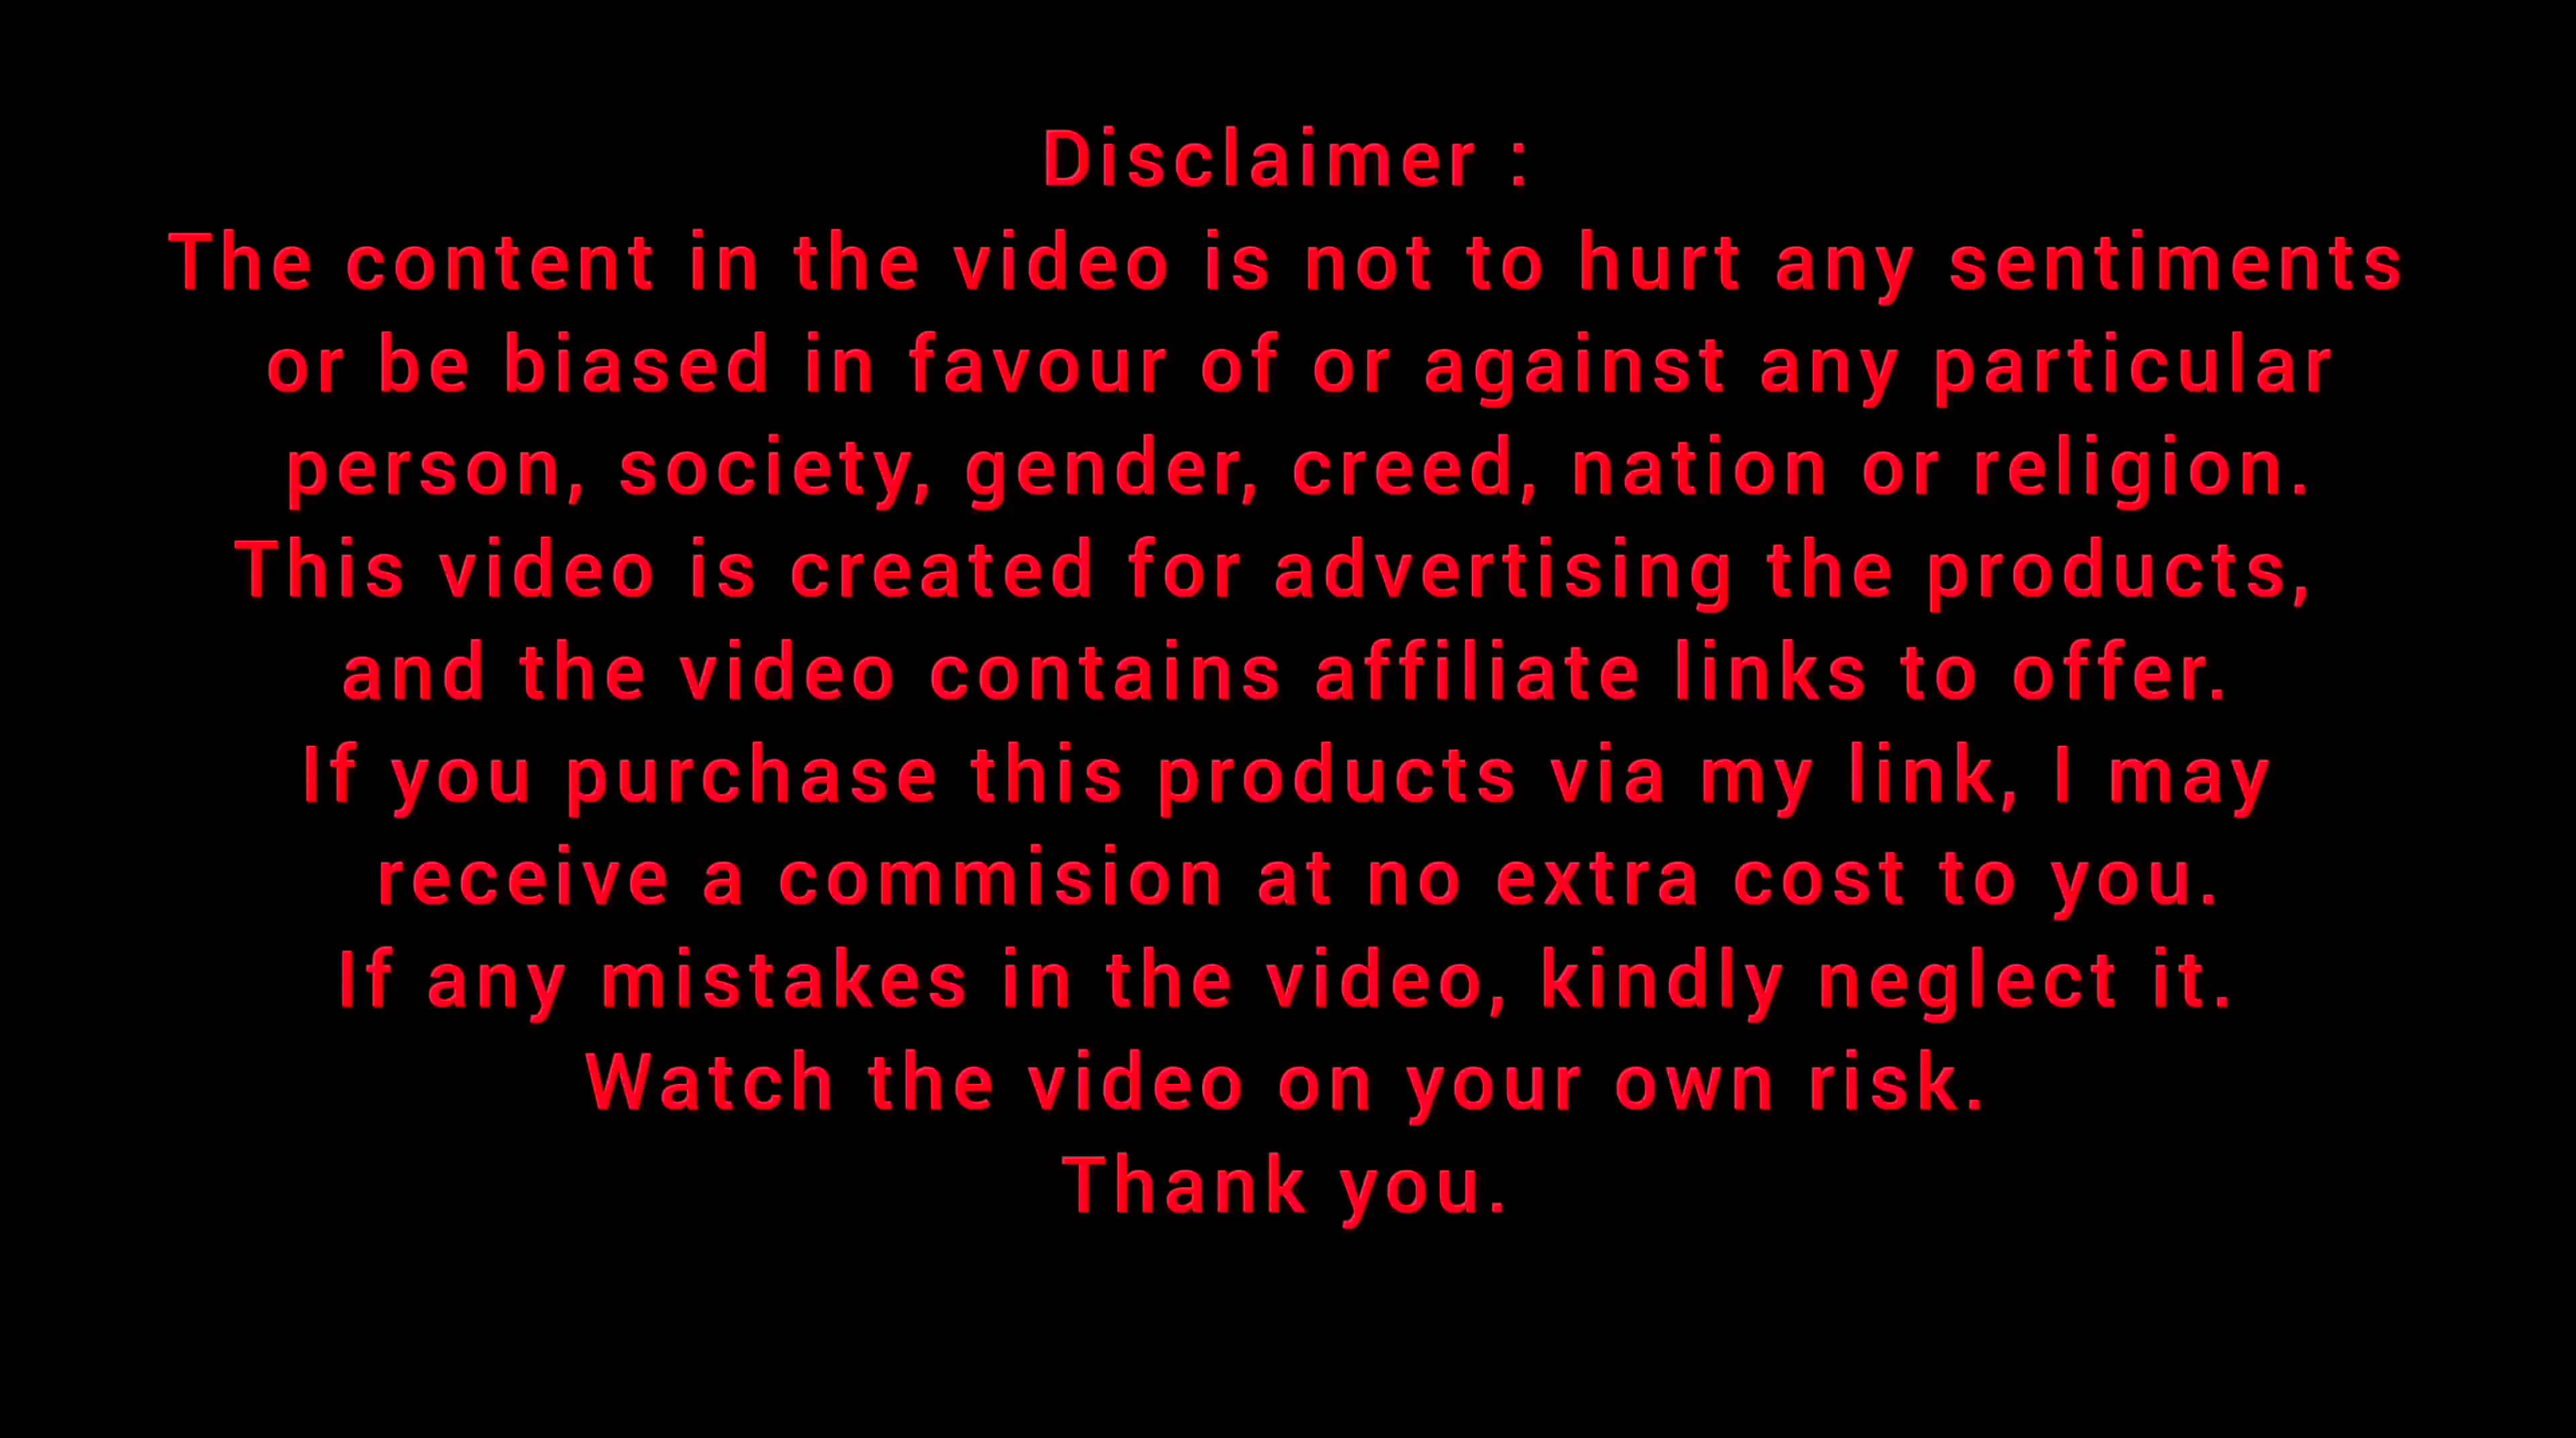 Disclaimer :
The content in the video is not to hurt any sentiments
or be biased in favour of or against any particular
person, society, gender, creed, nation or religion.
This video is created for advertising the products,
and the video contains affiliate links to offer.
If you purchase this products via my link, I may
receive a commision at no extra cost to you.
If any mistakes in the video, kindly neglect it.
Watch the video on your own risk.
Thank you.